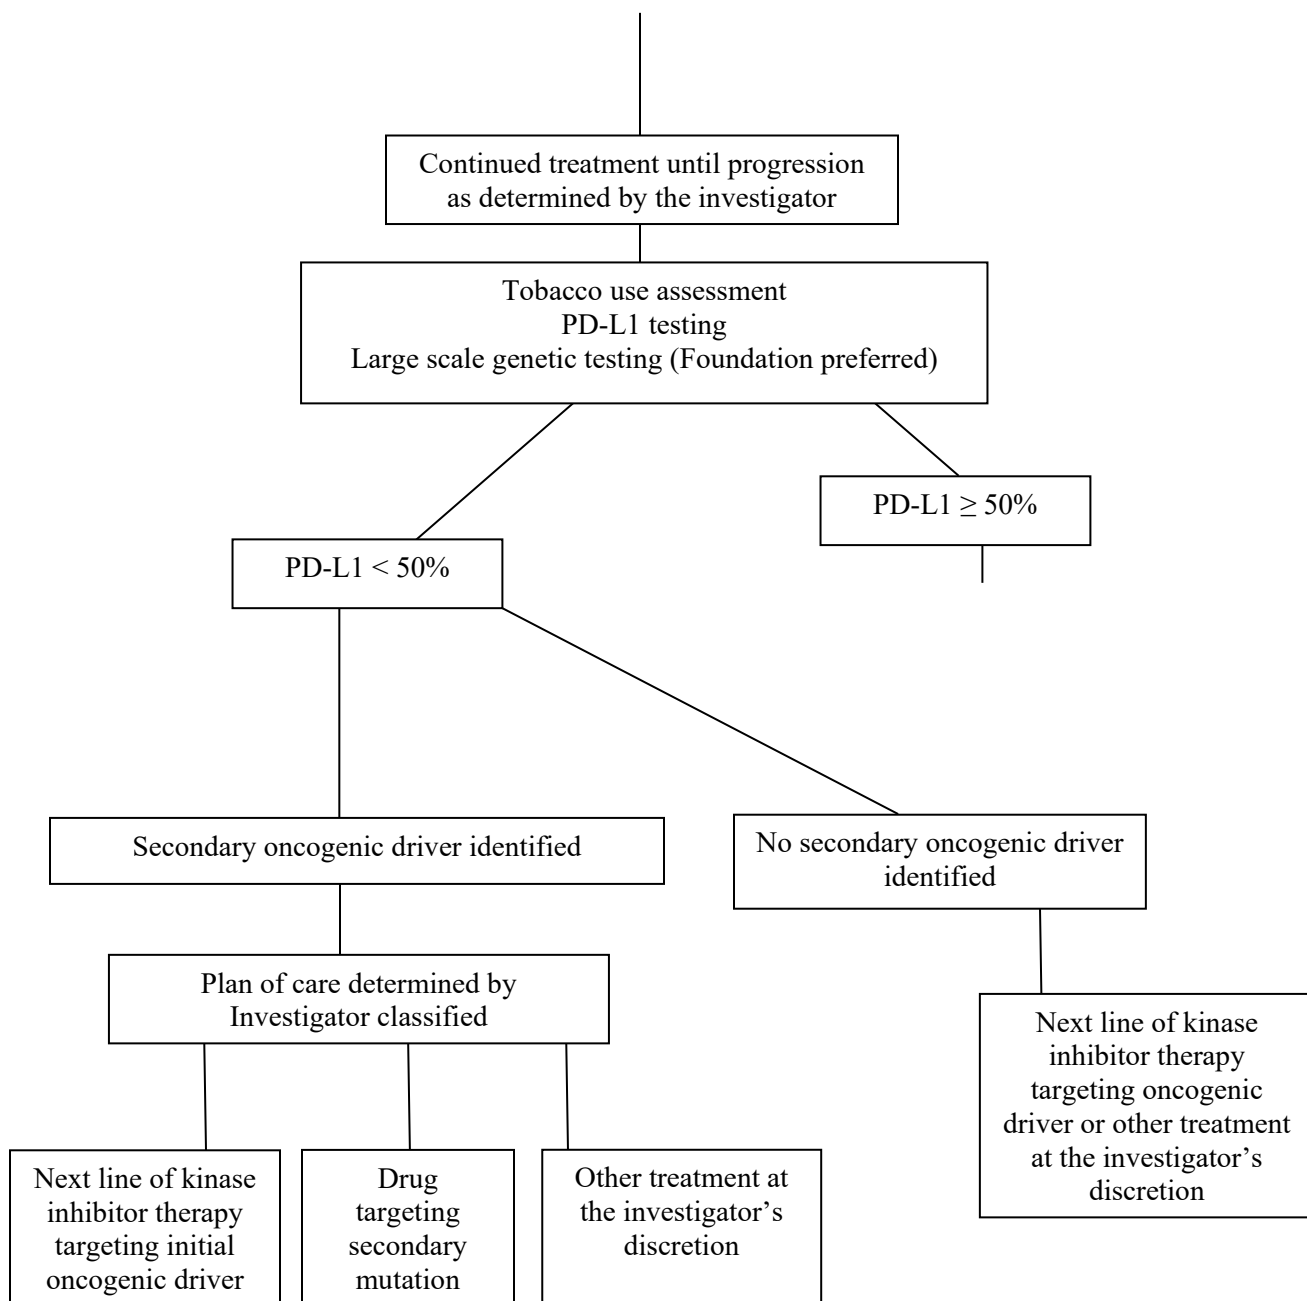 Continued treatment until progression
as determined by the investigator
Tobacco use assessment
PD-L1 testing
Large scale genetic testing (Foundation preferred)
PD-L1 ≥ 50%
PD-L1 < 50%
Secondary oncogenic driver identified
No secondary oncogenic driver
identified
Plan of care determined by
Investigator classified
Next line of kinase
inhibitor therapy
targeting oncogenic
driver or other treatment
at the investigator’s
discretion
Next line of kinase
inhibitor therapy
targeting initial
oncogenic driver
Drug
targeting
secondary
mutation
Other treatment at
the investigator’s
discretion